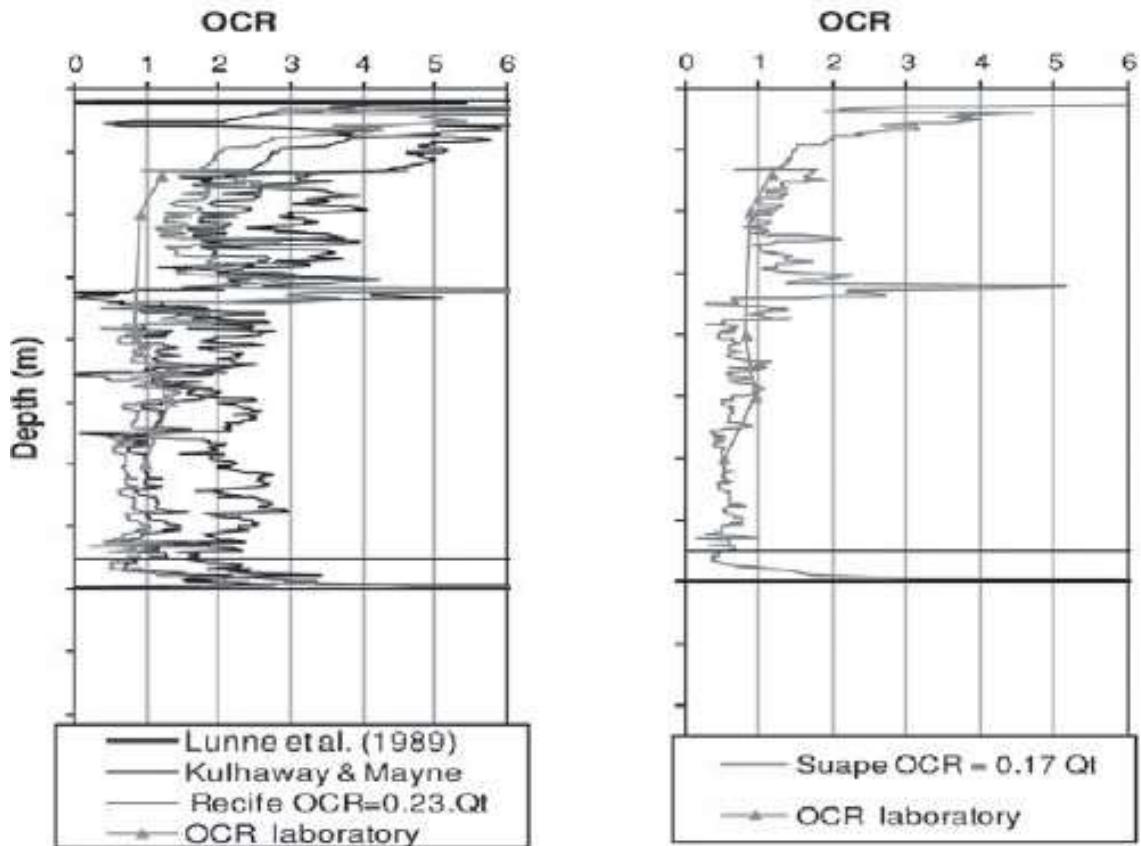 OCR
0 1 2 3 4 5 6
Depth (m)
Lunne et al. (1989)
Kulhaway & Mayne
Recife OCR=0.23.Qt
OCR laboratory
OCR
0 1 2 3 4 5 6
Suape OCR = 0.17 Qt
OCR laboratory